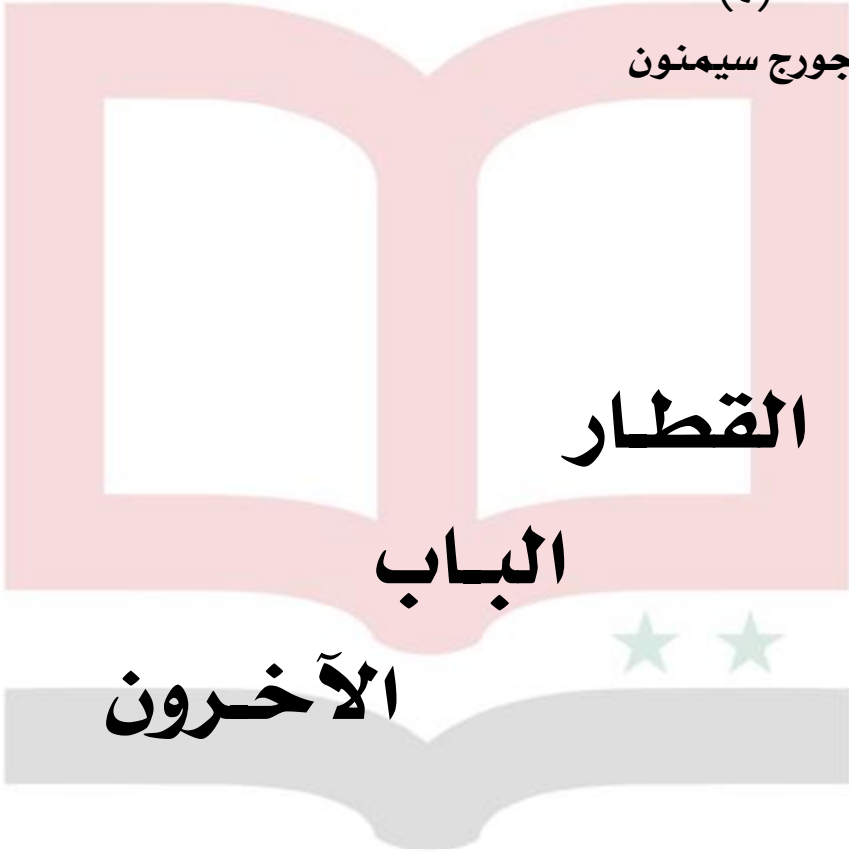 جورج سيمنون
القطار
الباب
الآخرون